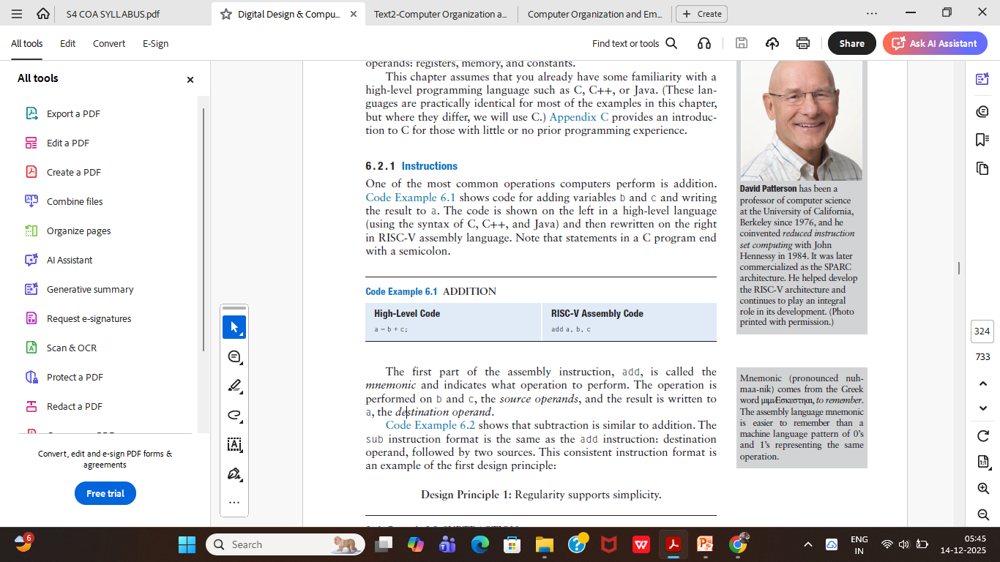 S4 COA SYLLABUS.pdf
Digital Design & Compu...
Text2-Computer Organization a...
Computer Organization and Em...
Create
All tools
Edit
Convert
E-Sign
Find text or tools
Share
Ask AI Assistant
All tools
Export a PDF
Edit a PDF
Create a PDF
Combine files
Organize pages
AI Assistant
Generative summary
Request e-signatures
Scan & OCR
Protect a PDF
Redact a PDF
Convert, edit and e-sign PDF forms &
agreements
Free trial
operands: registers, memory, and constants.
This chapter assumes that you already have some familiarity with a
high-level programming language such as C, C++, or Java. (These lan-
guages are practically identical for most of the examples in this chapter,
but where they differ, we will use C.) Appendix C provides an introduc-
tion to C for those with little or no prior programming experience.
6.2.1 Instructions
One of the most common operations computers perform is addition.
Code Example 6.1 shows code for adding variables b and c and writing
the result to a. The code is shown on the left in a high-level language
(using the syntax of C, C++, and Java) and then rewritten on the right
in RISC-V assembly language. Note that statements in a C program end
with a semicolon.
Code Example 6.1 ADDITION
High-Level Code
a = b + c;
RISC-V Assembly Code
add a, b, c
The first part of the assembly instruction, add, is called the
mnemonic and indicates what operation to perform. The operation is
performed on b and c, the source operands, and the result is written to
a, the destination operand.
Code Example 6.2 shows that subtraction is similar to addition. The
sub instruction format is the same as the add instruction: destination
operand, followed by two sources. This consistent instruction format is
an example of the first design principle:
Design Principle 1: Regularity supports simplicity.
David Patterson has been a
professor of computer science
at the University of California,
Berkeley since 1976, and he
coinvented reduced instruction
set computing with John
Hennessy in 1984. It was later
commercialized as the SPARC
architecture. He helped develop
the RISC-V architecture and
continues to play an integral
role in its development. (Photo
printed with permission.)
Mnemonic (pronounced nuh-
maa-nik) comes from the Greek
word to remember.
The assembly language mnemonic
is easier to remember than a
machine language pattern of 0's
and 1's representing the same
operation.
324
733
6
Search
ENG
IN
05:45
14-12-2025